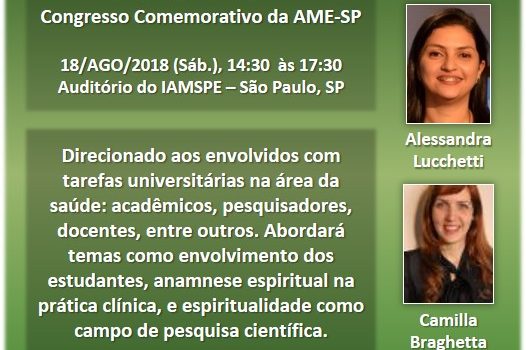 Congresso Comemorativo da AME-SP
18/AGO/2018 (Sáb.), 14:30 às 17:30
Auditório do IAMSPE – São Paulo, SP
Direcionado aos envolvidos com
tarefas universitárias na área da
saúde: acadêmicos, pesquisadores,
docentes, entre outros. Abordará
temas como envolvimento dos
estudantes, anamnese espiritual na
prática clínica, e espiritualidade como
campo de pesquisa científica.
Alessandra
Lucchetti
Camilla
Braghetta